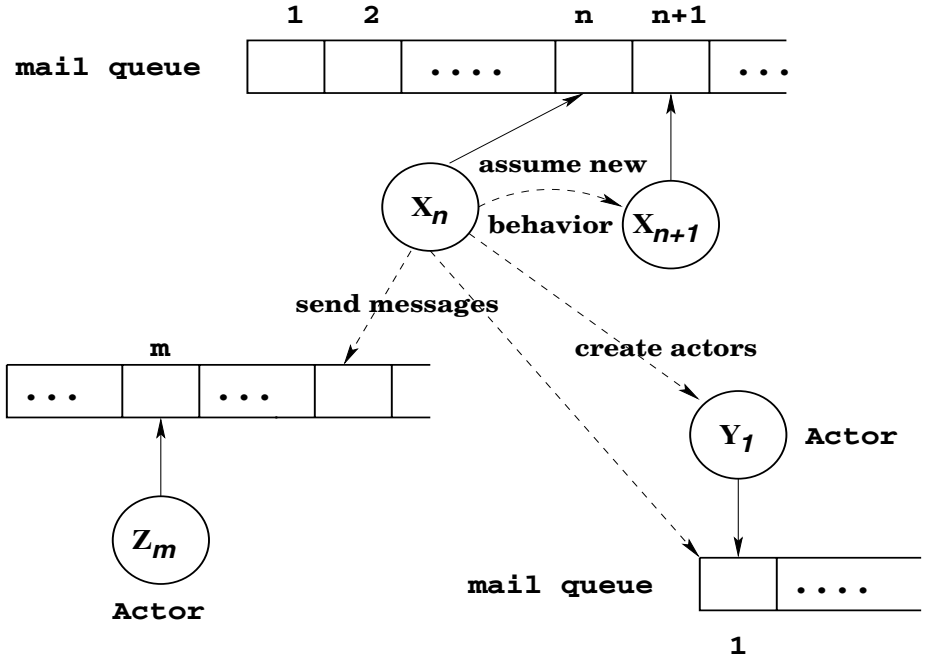 1 2 n n+1
mail queue .... ...
assume new
Xn behavior Xn+1
send messages
m create actors
... ...
Y1 Actor
Zm
mail queue ....
Actor
1